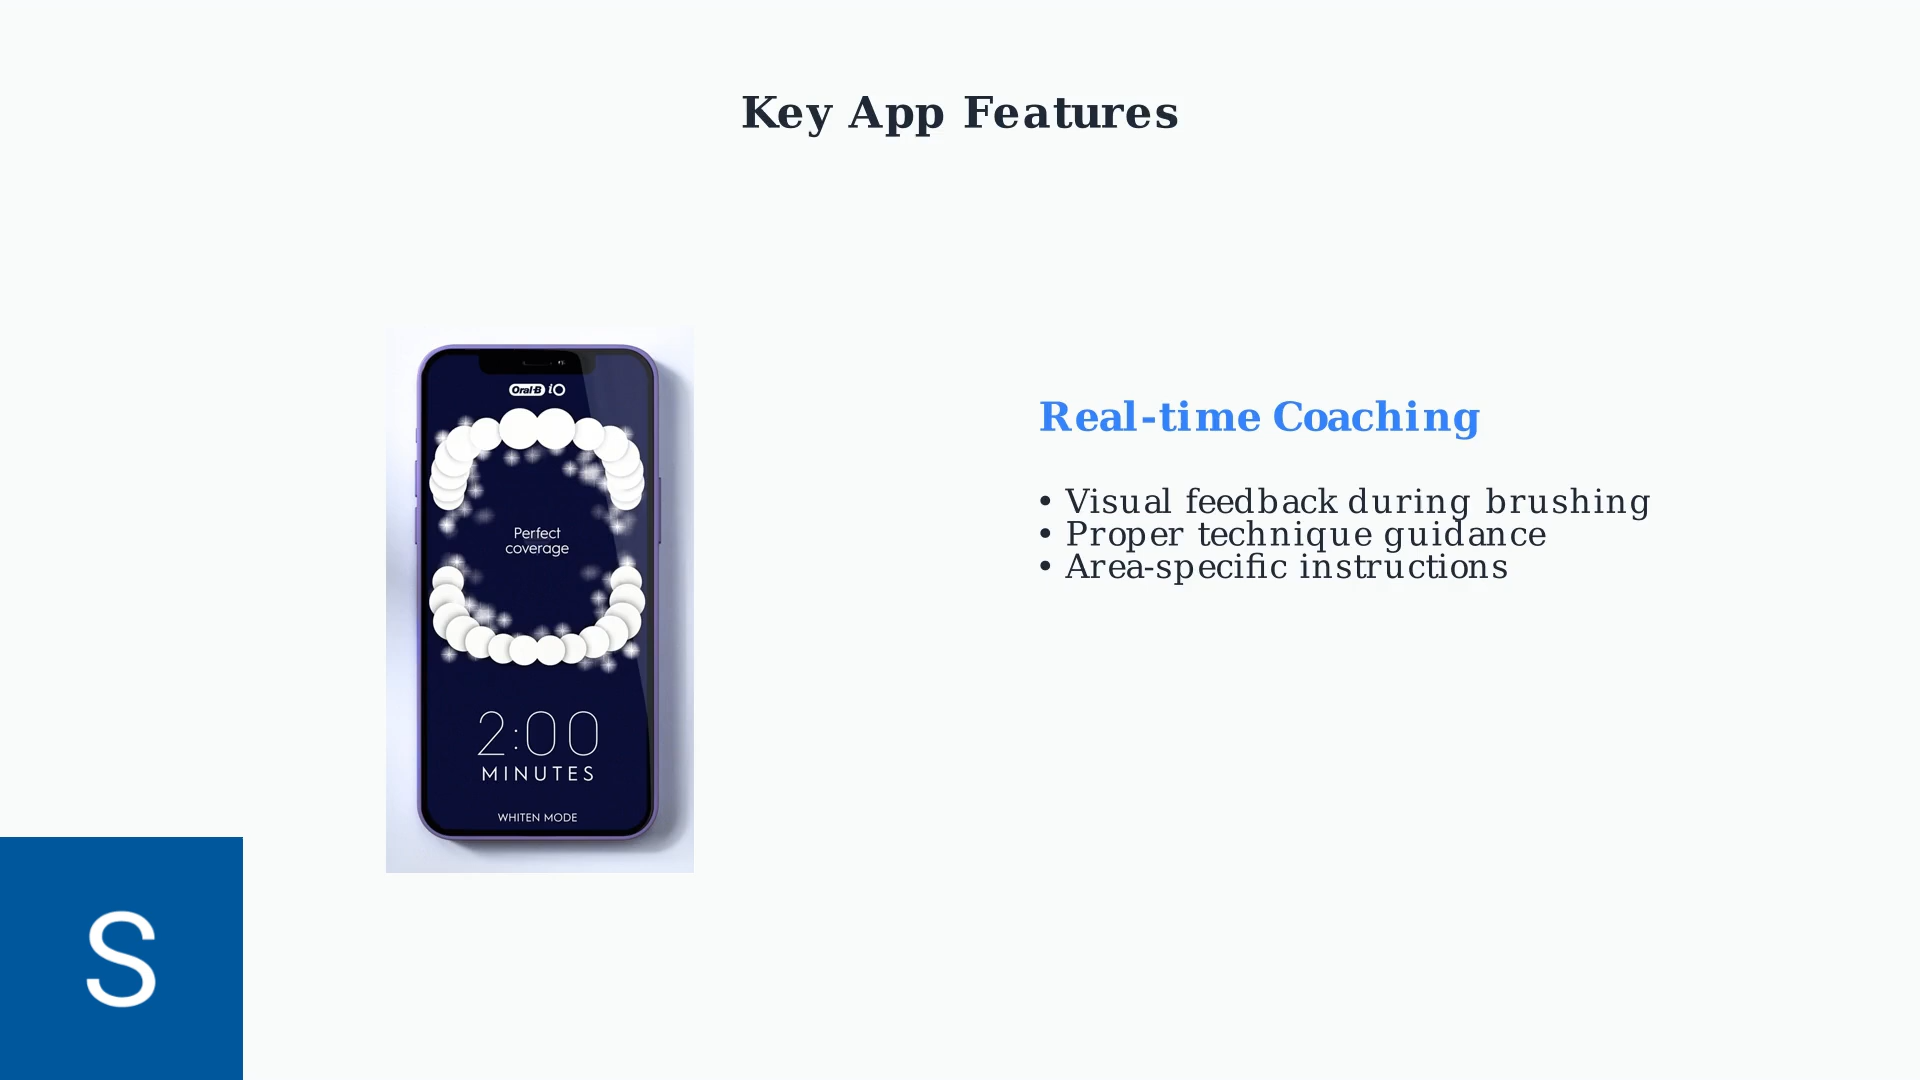 Key App Features
Oral-B iO
Perfect
coverage
2:00
MINUTES
WHITEN MODE
Real-time Coaching
• Visual feedback during brushing
• Proper technique guidance
• Area-specific instructions
S